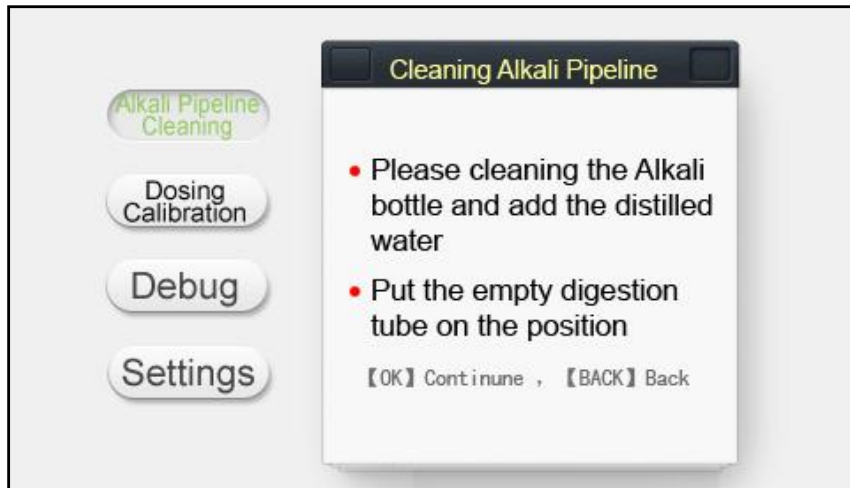 Alkali Pipeline
Cleaning
Dosing
Calibration
Debug
Settings
Cleaning Alkali Pipeline
• Please cleaning the Alkali
bottle and add the distilled
water
• Put the empty digestion
tube on the position
【OK】Continune , 【BACK】Back